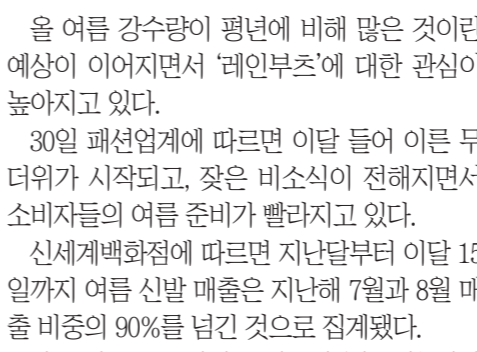 올 여름 강수량이 평년에 비해 많은 것이란
예상이 이어지면서 ‘레인부츠’에 대한 관심이
높아지고 있다.
30일 패션업계에 따르면 이달 들어 이른 무
더위가 시작되고, 잦은 비소식이 전해지면서
소비자들의 여름 준비가 빨라지고 있다.
신세계백화점에 따르면 지난달부터 이달 15
일까지 여름 신발 매출은 지난해 7월과 8월 매
출 비중의 90%를 넘긴 것으로 집계됐다.